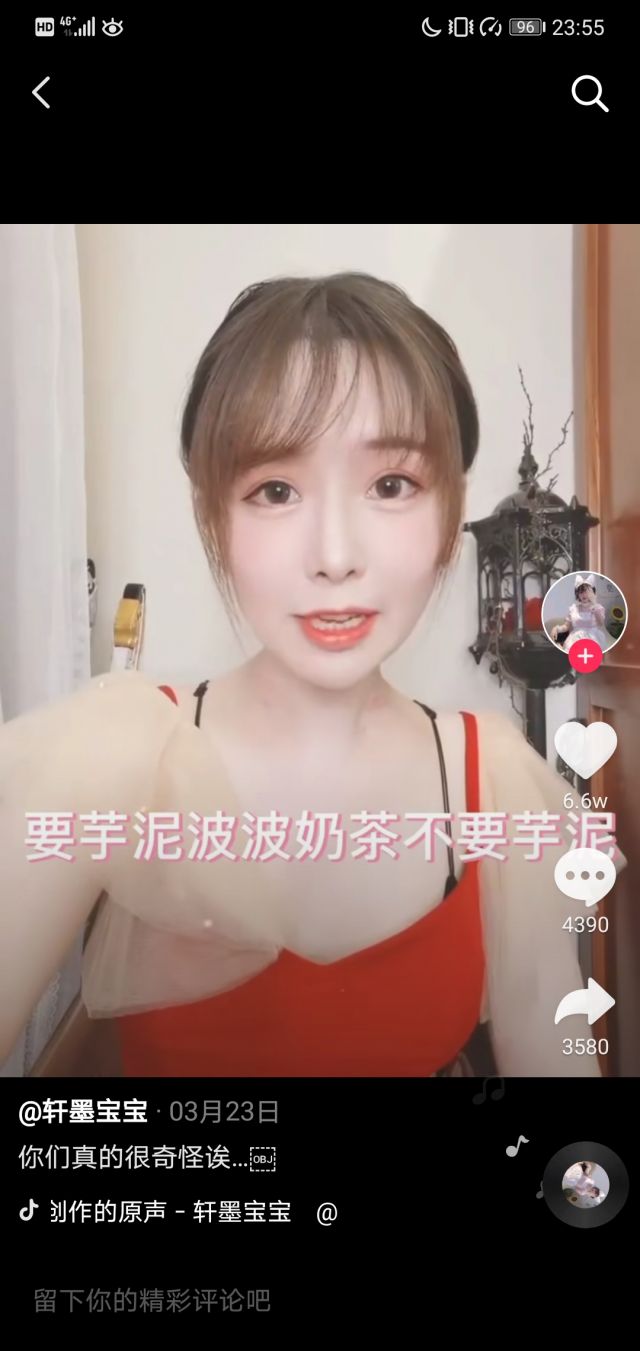 HD 4G+ 96 23:55
要芋泥波波奶茶不要芋泥
6.6w
4390
3580
@轩墨宝宝 · 03月23日
你们真的很奇怪诶...OBJ
创作的原声 - 轩墨宝宝 @
留下你的精彩评论吧